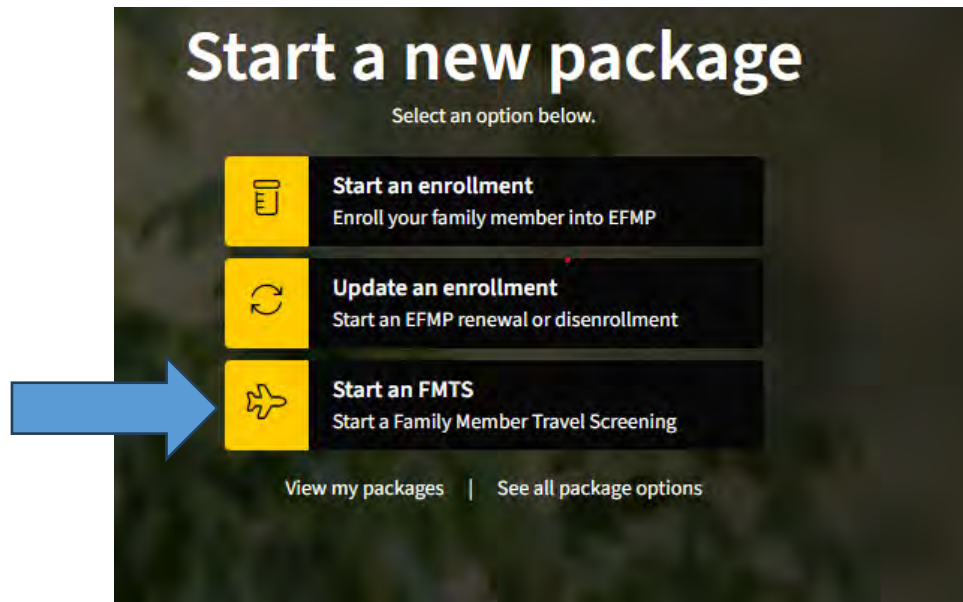 Start a new package
Select an option below.
Start an enrollment
Enroll your family member into EFMP
Update an enrollment
Start an EFMP renewal or disenrollment
Start an FMTS
Start a Family Member Travel Screening
View my packages | See all package options